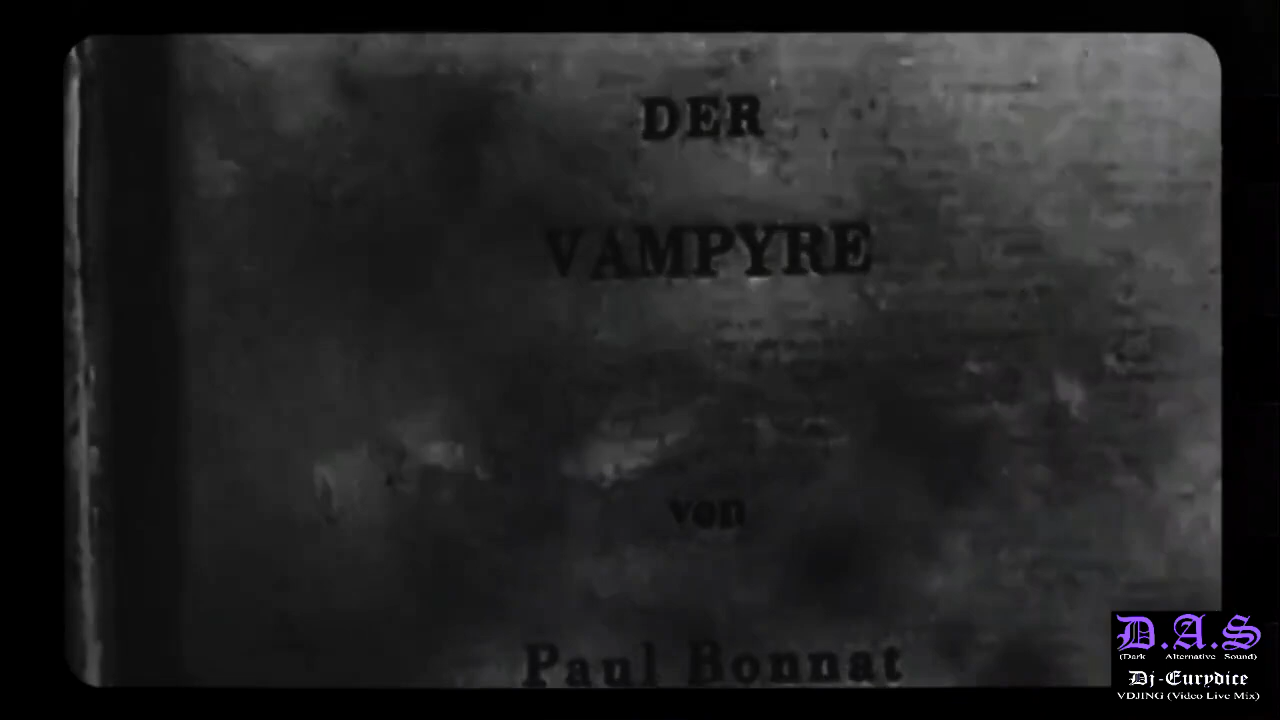 DER
VAMPYRE
von
Paul Bonnat
D.A.S
(Dark Alternative Sound)
Dj-Eurydice
VDJING (Video Live Mix)